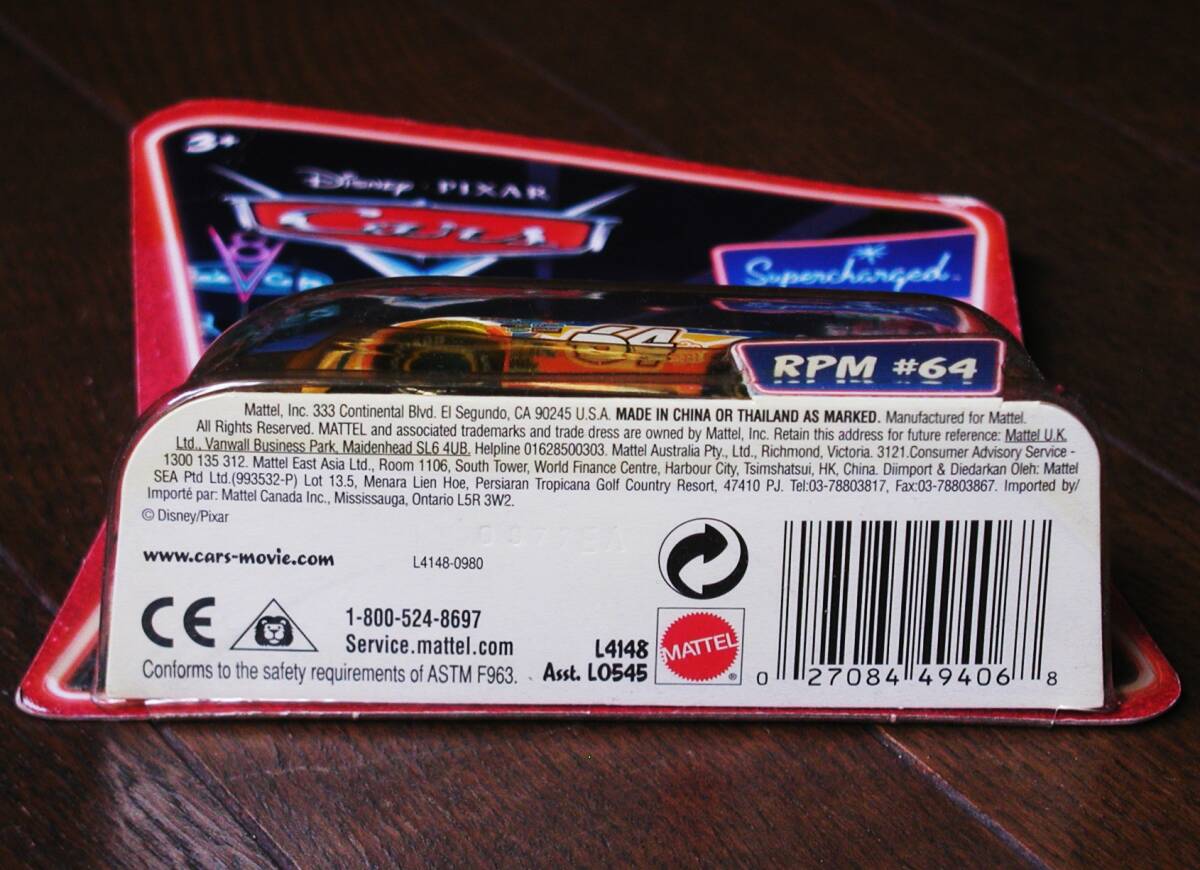 3+
Disney · PIXAR
Cars
V8
Supercharged
64
RPM #64
Mattel, Inc. 333 Continental Blvd. El Segundo, CA 90245 U.S.A. MADE IN CHINA OR THAILAND AS MARKED. Manufactured for Mattel.
All Rights Reserved. MATTEL and associated trademarks and trade dress are owned by Mattel, Inc. Retain this address for future reference: Mattel U.K.
Ltd., Vanwall Business Park, Maidenhead SL6 4UB. Helpline 01628500303. Mattel Australia Pty., Ltd., Richmond, Victoria. 3121.Consumer Advisory Service -
1300 135 312. Mattel East Asia Ltd., Room 1106, South Tower, World Finance Centre, Harbour City, Tsimshatsui, HK, China. Diimport & Diedarkan Oleh: Mattel
SEA Ptd Ltd.(993532-P) Lot 13.5, Menara Lien Hoe, Persiaran Tropicana Golf Country Resort, 47410 PJ. Tel:03-78803817, Fax:03-78803867. Imported by/
Importé par: Mattel Canada Inc., Mississauga, Ontario L5R 3W2.
© Disney/Pixar
www.cars-movie.com
L4148-0980
CE
1-800-524-8697
Service.mattel.com
Conforms to the safety requirements of ASTM F963.
L4148
Asst. L0545
MATTEL
®
0 27084 49406 8